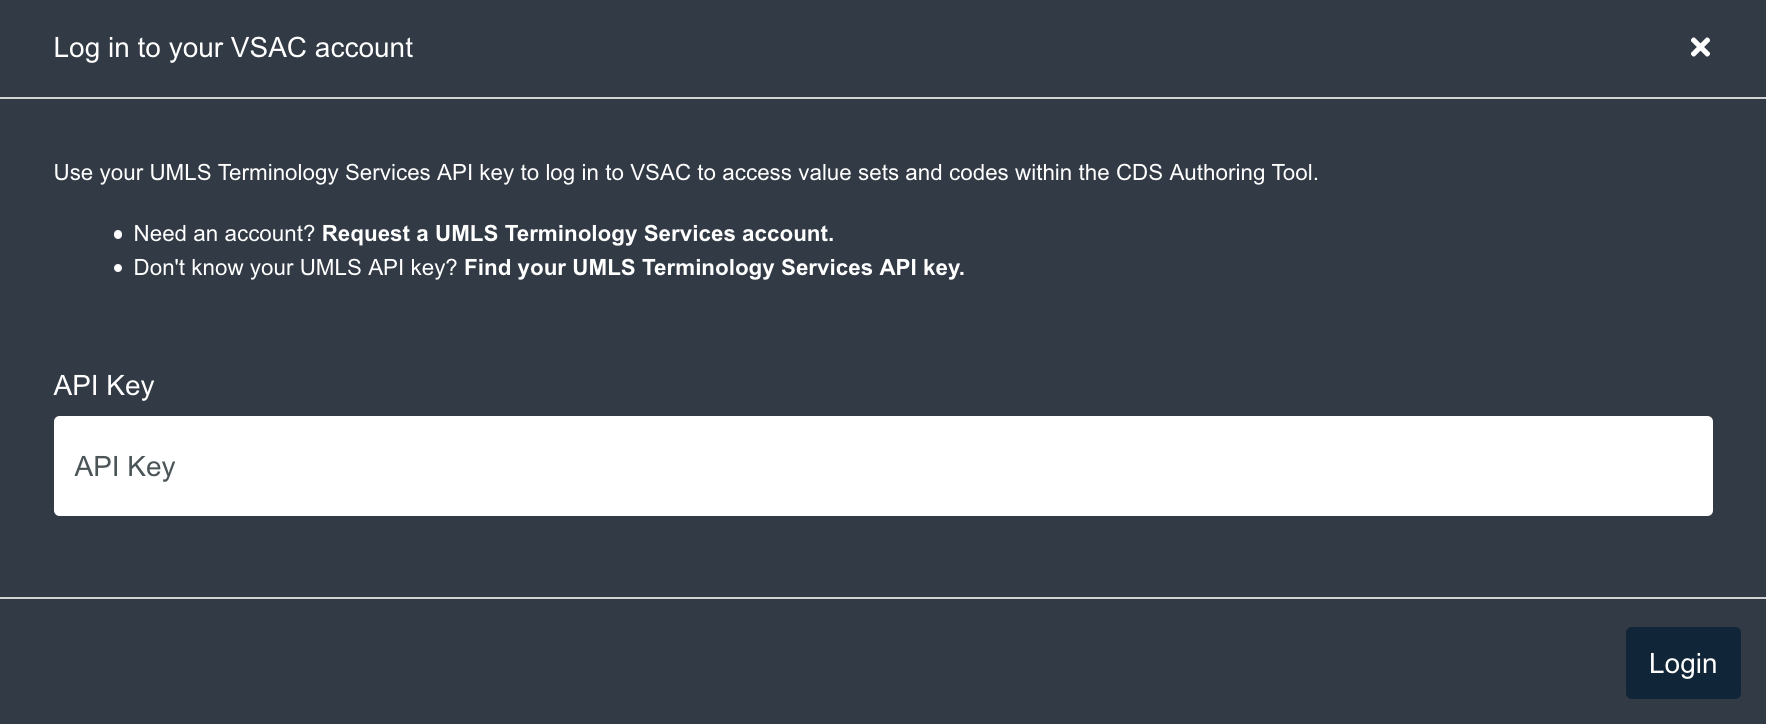 Log in to your VSAC account
Use your UMLS Terminology Services API key to log in to VSAC to access value sets and codes within the CDS Authoring Tool.
Need an account? Request a UMLS Terminology Services account.
Don't know your UMLS API key? Find your UMLS Terminology Services API key.
API Key
API Key
Login